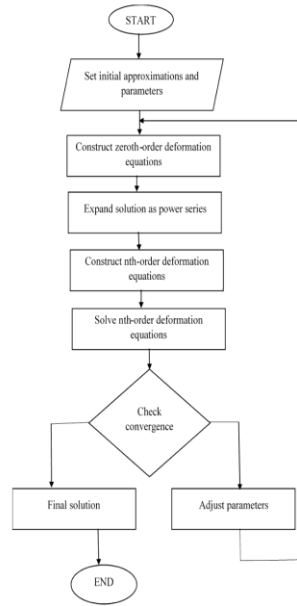 START
Set initial approximations and
parameters
Construct zeroth-order deformation
equations
Expand solution as power series
Construct nth-order deformation
equations
Solve nth-order deformation
equations
Check
convergence
Final solution
Adjust parameters
END